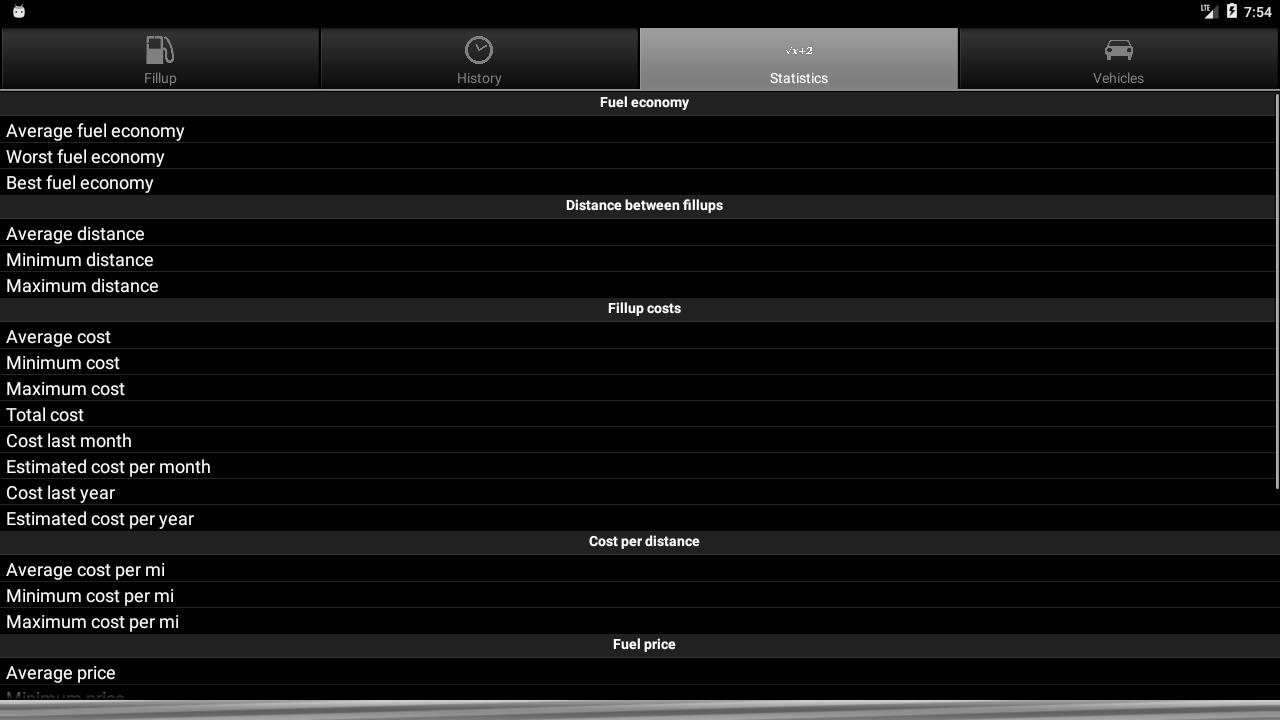 LTE 7:54
Fillup History √x+2 Statistics Vehicles
Fuel economy
Average fuel economy
Worst fuel economy
Best fuel economy
Distance between fillups
Average distance
Minimum distance
Maximum distance
Fillup costs
Average cost
Minimum cost
Maximum cost
Total cost
Cost last month
Estimated cost per month
Cost last year
Estimated cost per year
Cost per distance
Average cost per mi
Minimum cost per mi
Maximum cost per mi
Fuel price
Average price
Minimum price